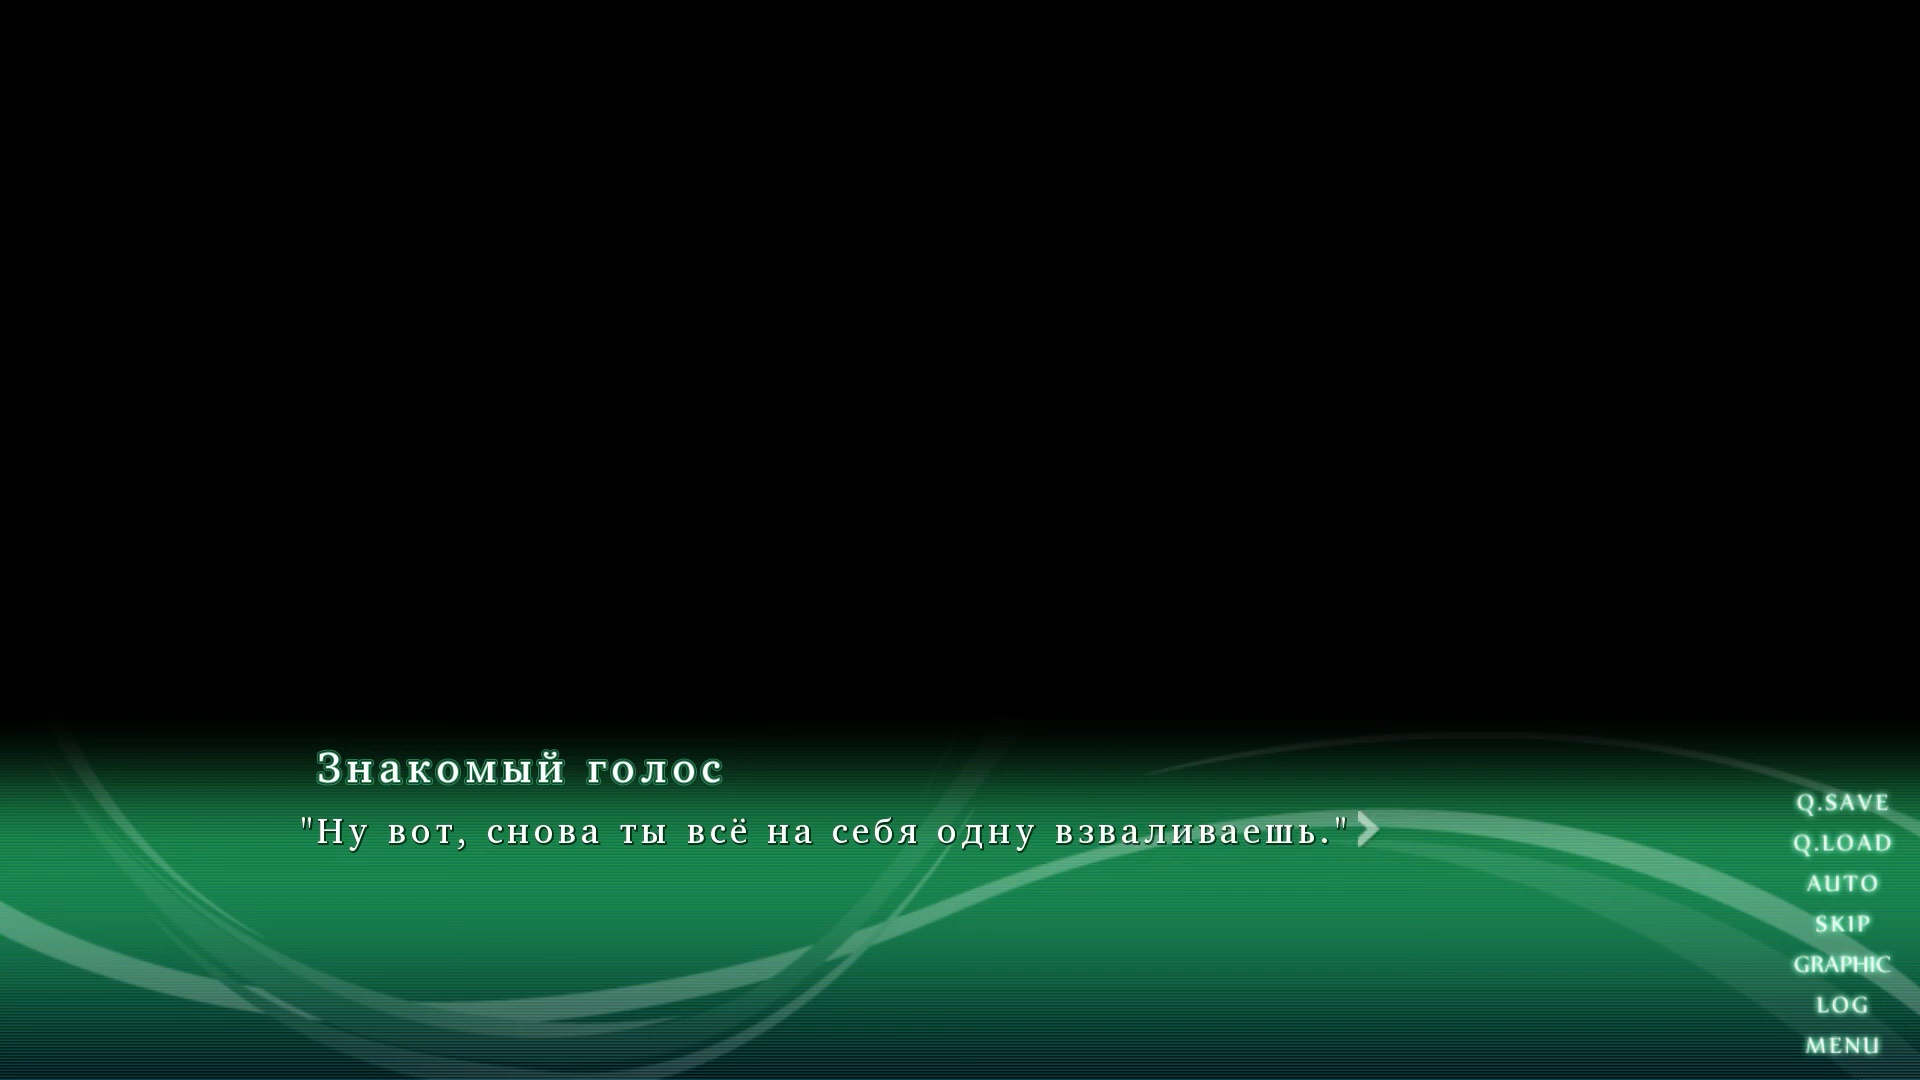 Знакомый голос
"Ну вот, снова ты всё на себя одну взваливаешь."
Q.SAVE
Q.LOAD
AUTO
SKIP
GRAPHIC
LOG
MENU